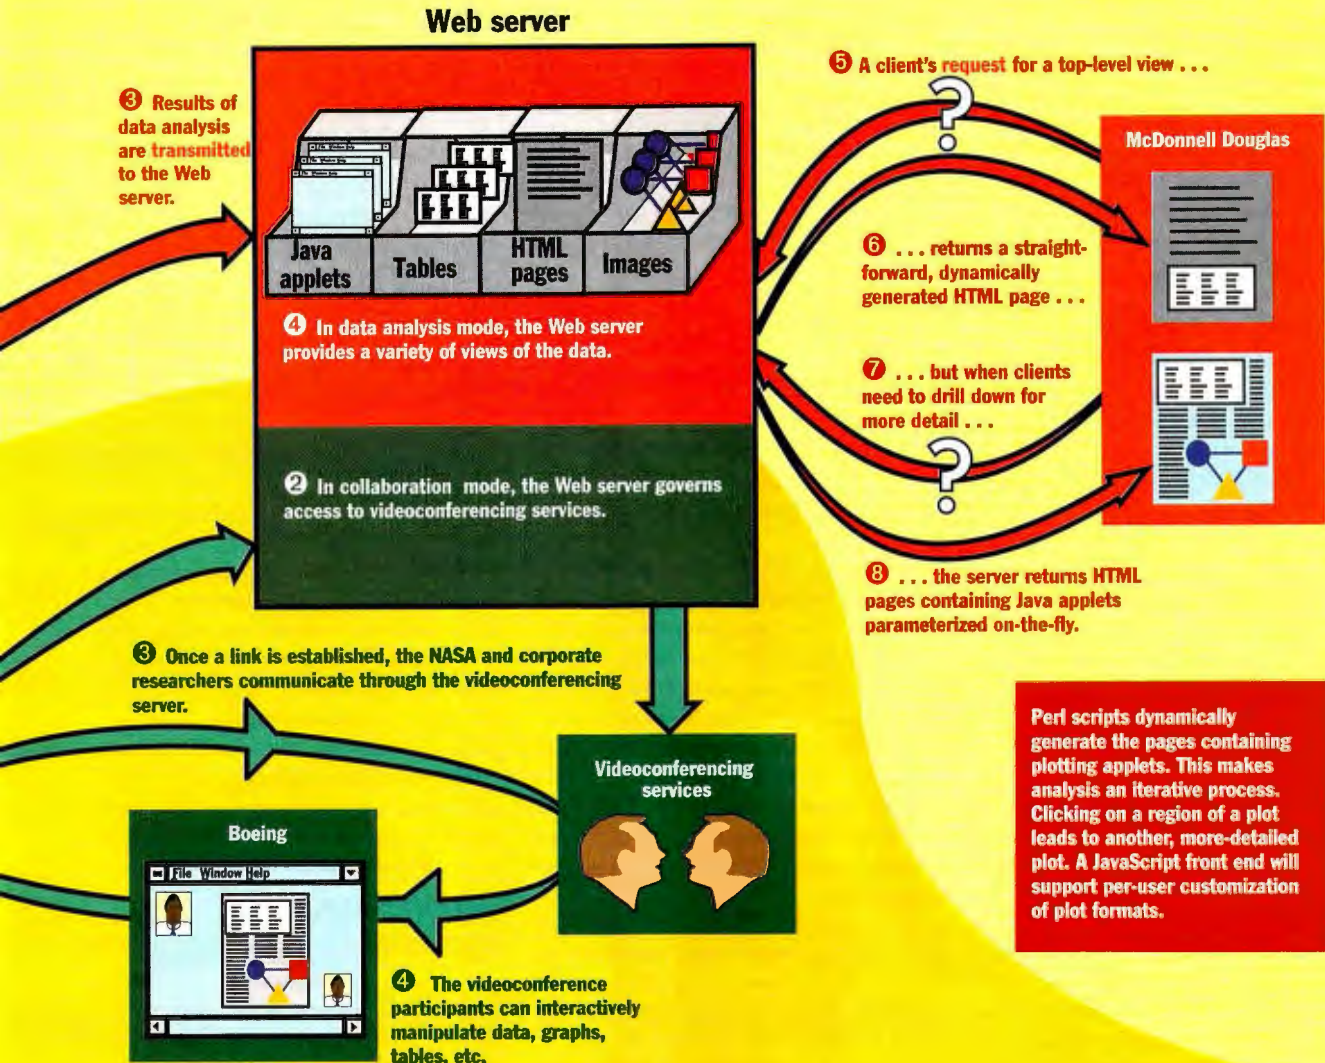 Web server
❸ Results of
data analysis
are transmitted
to the Web
server.
Java
applets
Tables
HTML
pages
Images
❹ In data analysis mode, the Web server
provides a variety of views of the data.
❷ In collaboration mode, the Web server governs
access to videoconferencing services.
❺ A client's request for a top-level view . . .
?
McDonnell Douglas
❻ . . . returns a straight-
forward, dynamically
generated HTML page . . .
❼ . . . but when clients
need to drill down for
more detail . . .
?
❽ . . . the server returns HTML
pages containing Java applets
parameterized on-the-fly.
❸ Once a link is established, the NASA and corporate
researchers communicate through the videoconferencing
server.
Videoconferencing
services
Boeing
File Window Help
❹ The videoconference
participants can interactively
manipulate data, graphs,
tables, etc.
Perl scripts dynamically
generate the pages containing
plotting applets. This makes
analysis an iterative process.
Clicking on a region of a plot
leads to another, more-detailed
plot. A JavaScript front end will
support per-user customization
of plot formats.